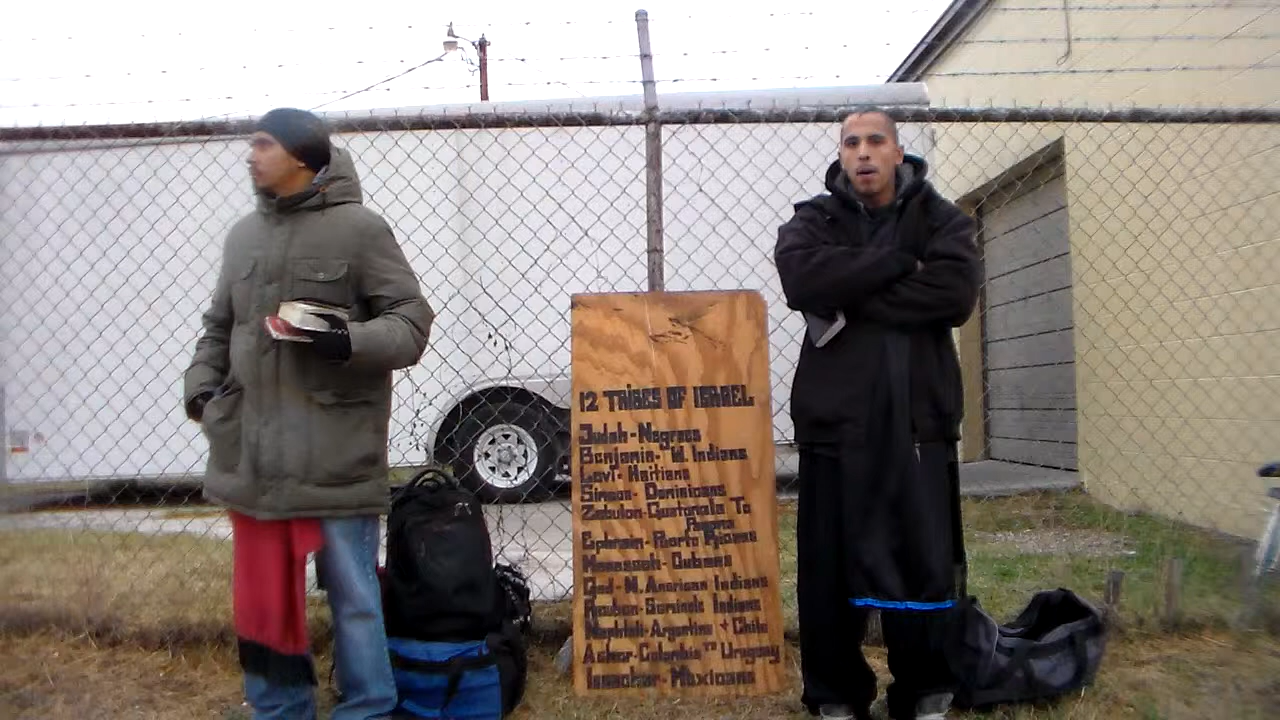 12 TRIBES OF ISRAEL
Judah - Negroes
Benjamin - W. Indians
Levi - Haitians
Simeon - Dominicans
Zebulon - Guatemala To
Panama
Ephraim - Puerto Ricans
Manasseh - Cubans
Gad - N. American Indians
Reuben - Seminole Indians
Naphtali - Argentina + Chile
Asher - Columbia To Uruguay
Issachar - Mexicans